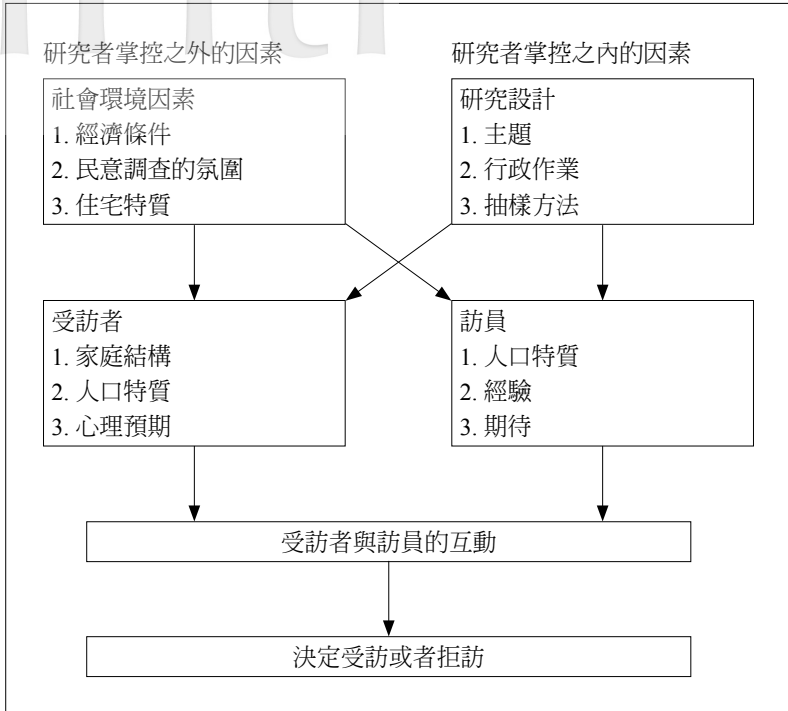 研究者掌控之外的因素
研究者掌控之內的因素
社會環境因素
1. 經濟條件
2. 民意調查的氛圍
3. 住宅特質
研究設計
1. 主題
2. 行政作業
3. 抽樣方法
受訪者
1. 家庭結構
2. 人口特質
3. 心理預期
訪員
1. 人口特質
2. 經驗
3. 期待
受訪者與訪員的互動
決定受訪或者拒訪